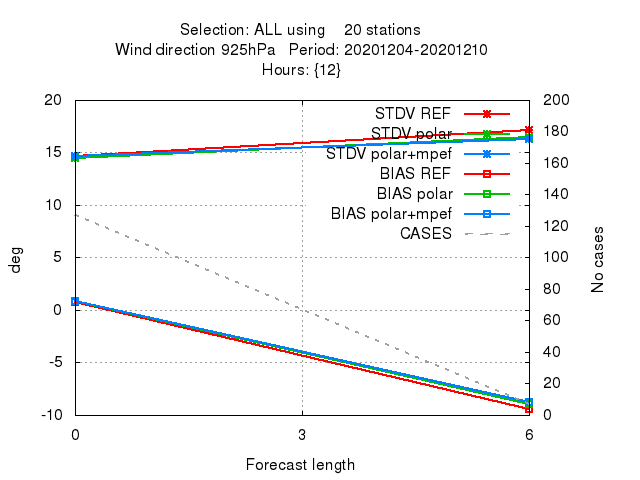 Selection: ALL using    20 stations
Wind direction 925hPa   Period: 20201204-20201210
Hours: {12}
20
15
10
5
0
-5
-10
deg
200
180
160
140
120
100
80
60
40
20
0
No cases
STDV REF
STDV polar
STDV polar+mpef
BIAS REF
BIAS polar
BIAS polar+mpef
CASES
0
3
6
Forecast length